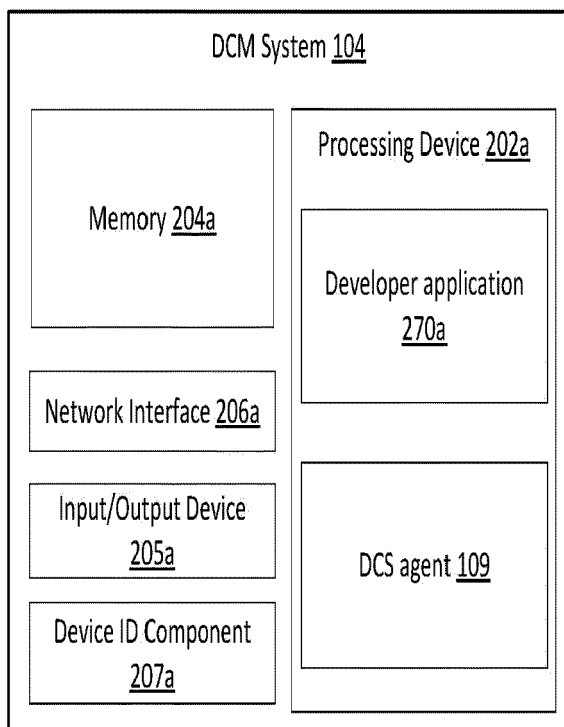 DCM System 104
Memory 204a
Network Interface 206a
Input/Output Device
205a
Device ID Component
207a
Processing Device 202a
Developer application
270a
DCS agent 109